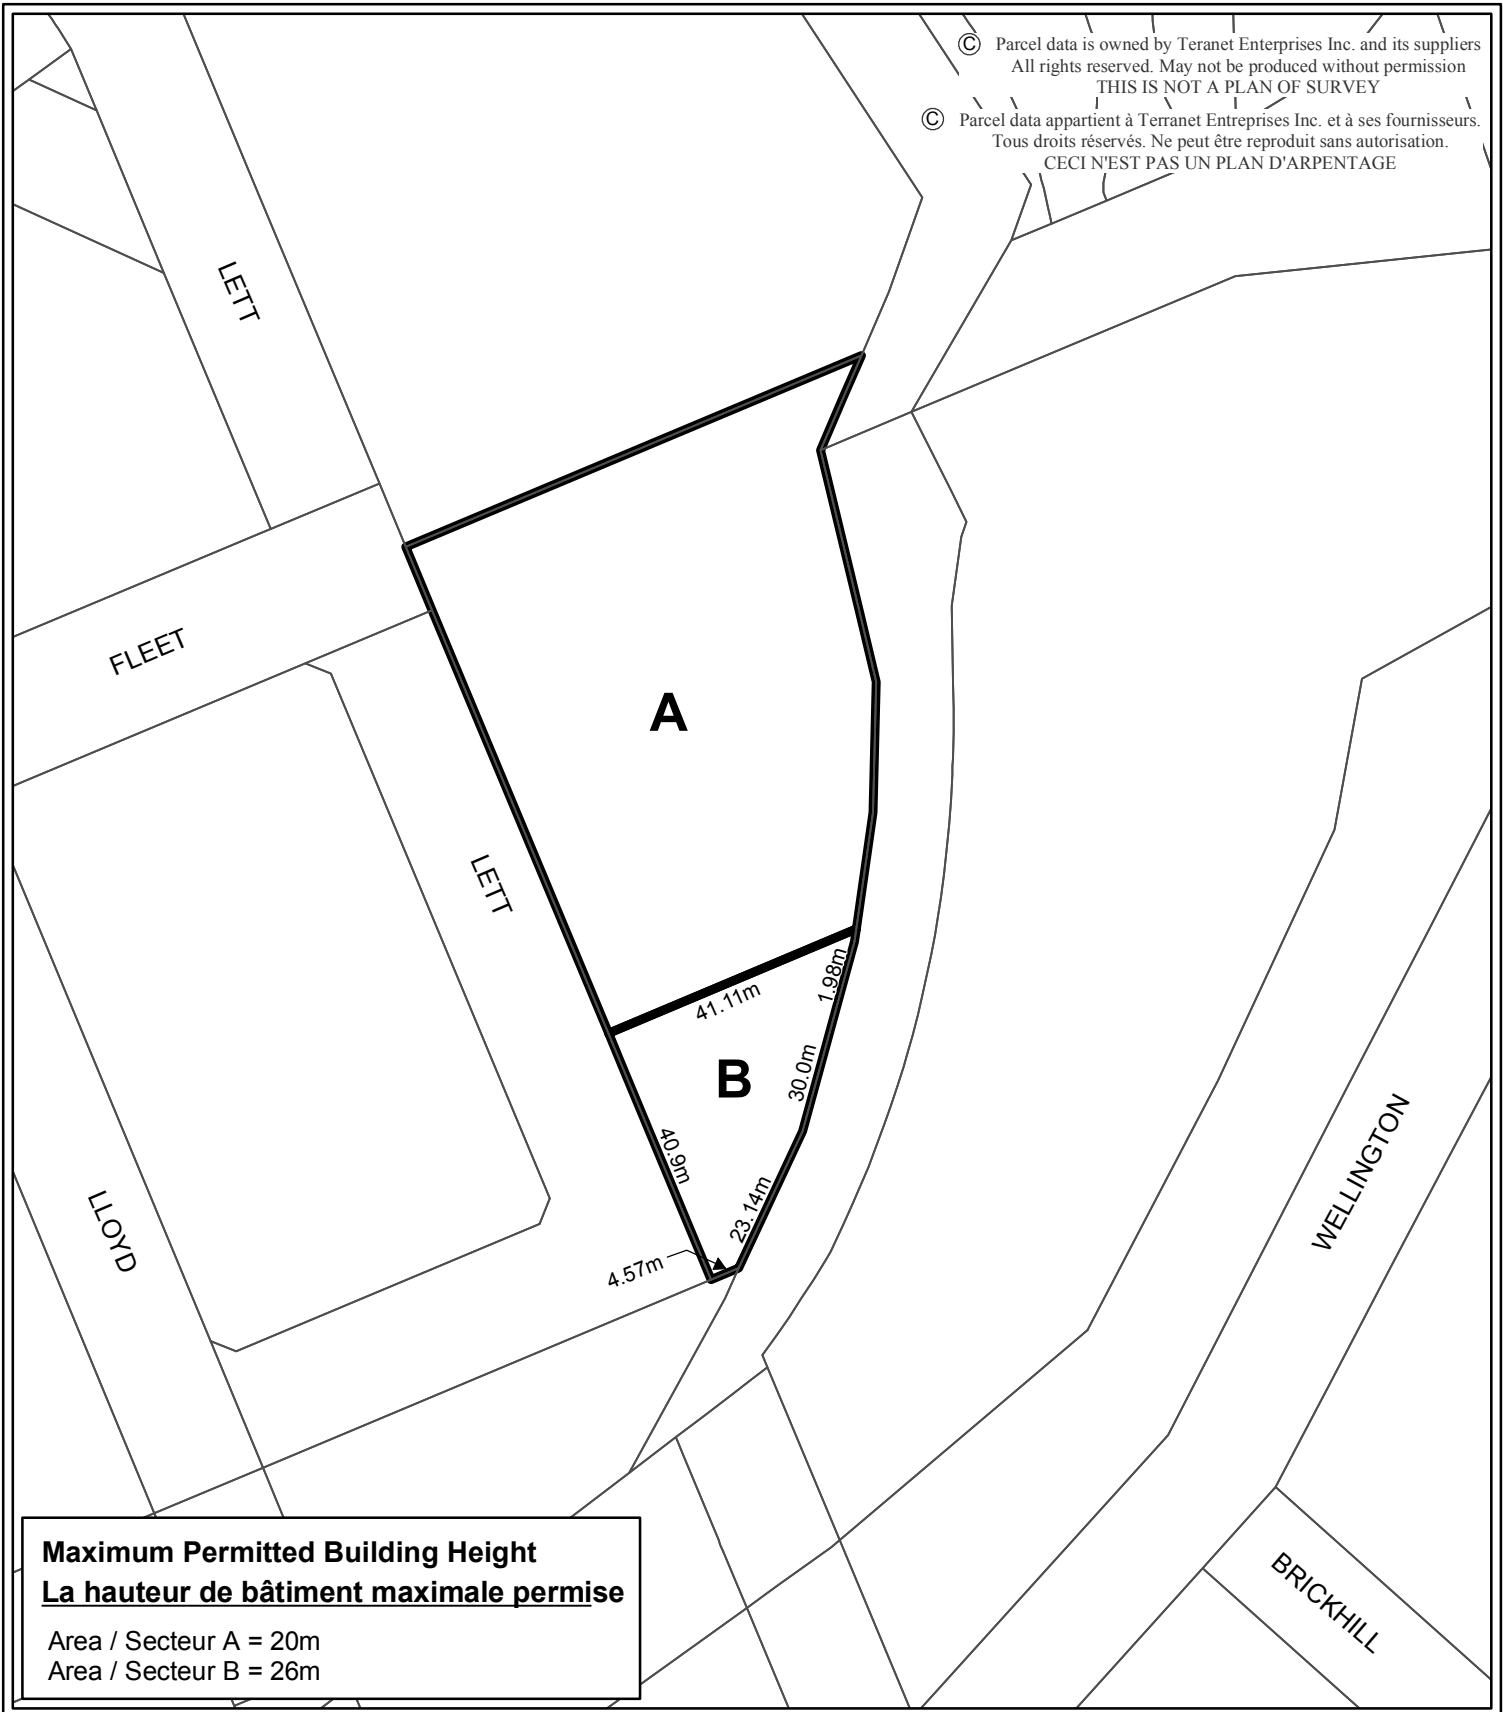 © Parcel data is owned by Teranet Enterprises Inc. and its suppliers
All rights reserved. May not be produced without permission
THIS IS NOT A PLAN OF SURVEY
© Parcel data appartient à Terranet Entreprises Inc. et à ses fournisseurs.
Tous droits réservés. Ne peut être reproduit sans autorisation.
CECI N'EST PAS UN PLAN D'ARPENTAGE
LETT
FLEET
A
LETT
1.98m
41.11m
B
30.0m
40.9m
23.14m
4.57m
LLOYD
WELLINGTON
BRICKHILL
Maximum Permitted Building Height
La hauteur de bâtiment maximale permise
Area / Secteur A = 20m
Area / Secteur B = 26m